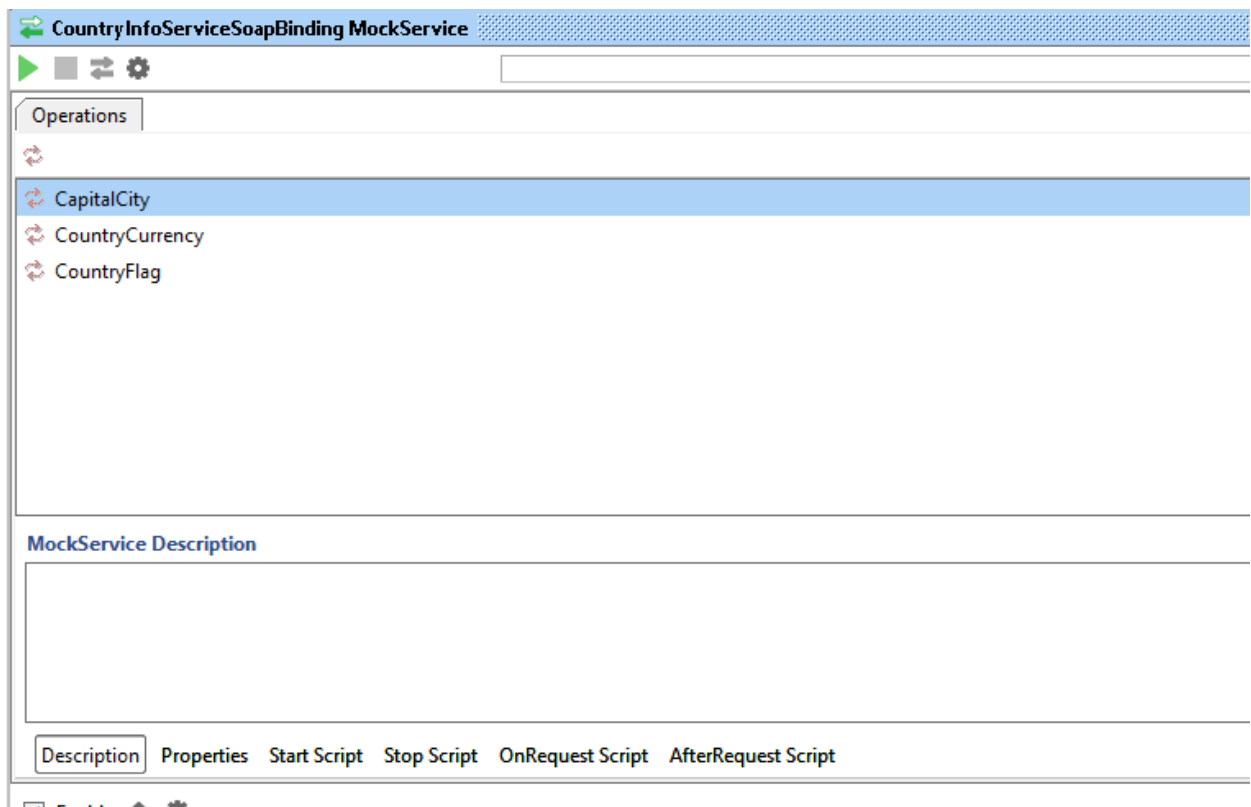 CountryInfoServiceSoapBinding MockService
Operations
CapitalCity
CountryCurrency
CountryFlag
MockService Description
Description Properties Start Script Stop Script OnRequest Script AfterRequest Script